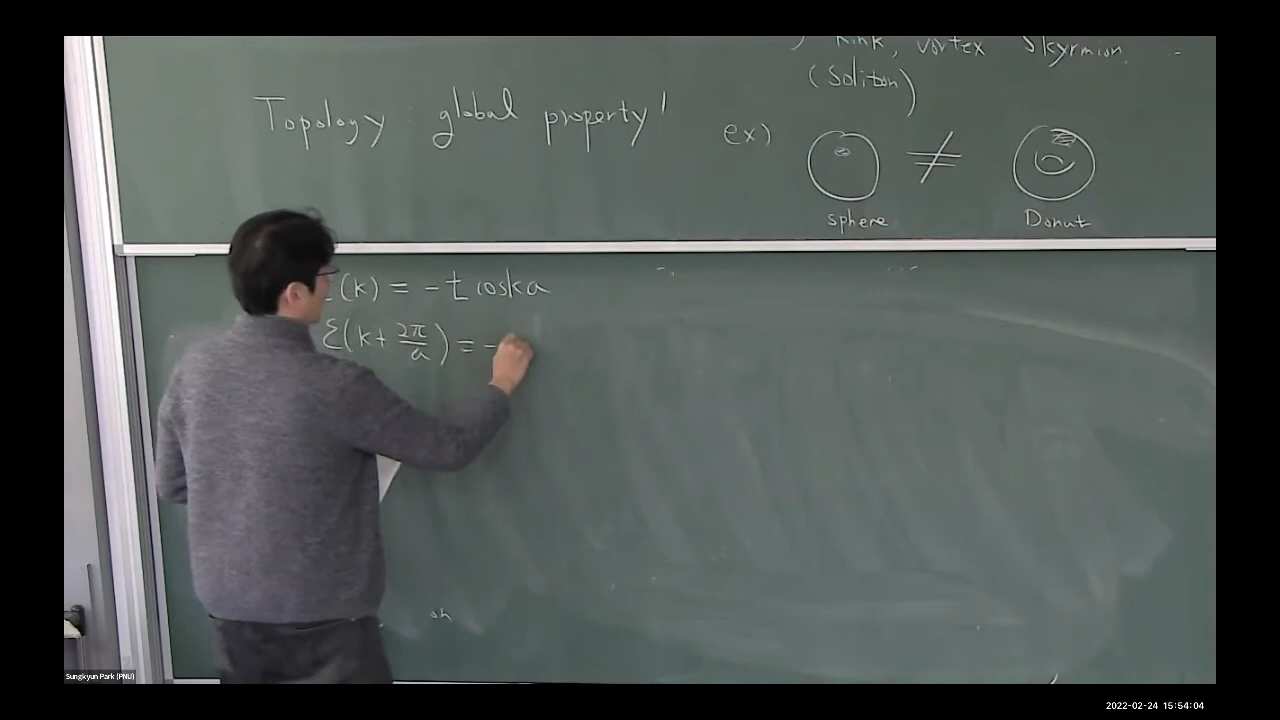 ) Kink, vortex Skyrmion.
(Soliton)
Topology : global property!
ex)
≠
sphere
Donut
ε(k) = - t coska
ε(k+ 2π/a) = -
Sungkyun Park (PNU)
2022-02-24 15:54:04